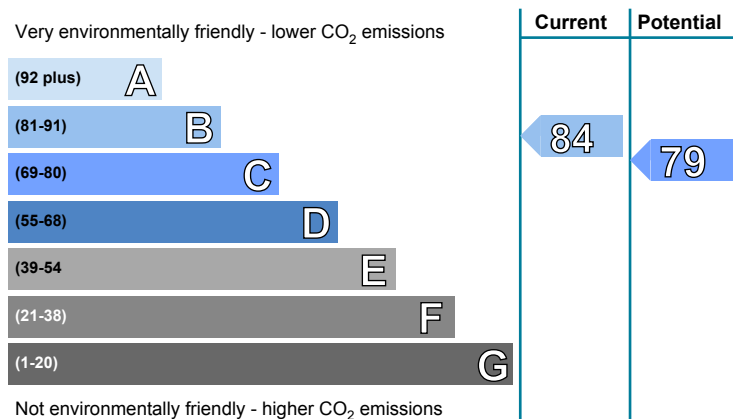 Current Potential
Very environmentally friendly - lower CO2 emissions
(92 plus) A
(81-91) B
84
(69-80) C
79
(55-68) D
(39-54 E
(21-38) F
(1-20) G
Not environmentally friendly - higher CO2 emissions